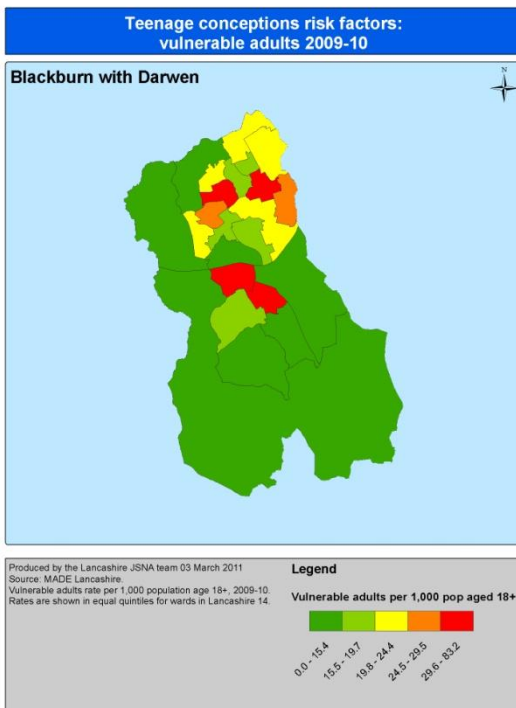 Teenage conceptions risk factors:
vulnerable adults 2009-10
Blackburn with Darwen
N
Produced by the Lancashire JSNA team 03 March 2011
Source: MADE Lancashire.
Vulnerable adults rate per 1,000 population age 18+, 2009-10.
Rates are shown in equal quintiles for wards in Lancashire 14.
Legend
Vulnerable adults per 1,000 pop aged 18+
0.0 - 15.4
15.5 - 19.7
19.8 - 24.4
24.5 - 29.5
29.6 - 83.2